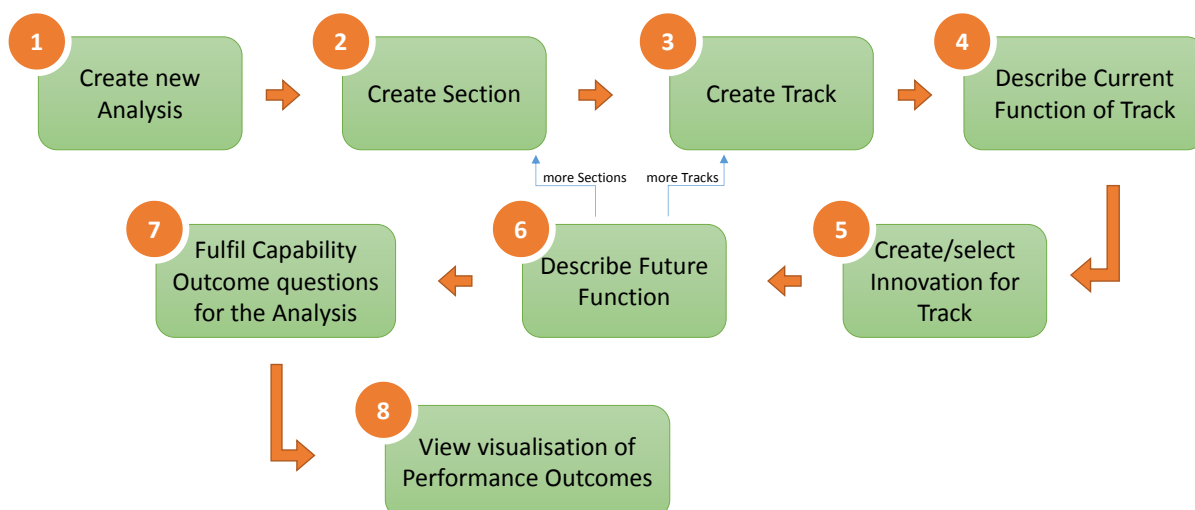 1
Create new
Analysis
2
Create Section
3
Create Track
4
Describe Current
Function of Track
more Sections
more Tracks
5
Create/select
Innovation for
Track
6
Describe Future
Function
7
Fulfil Capability
Outcome questions
for the Analysis
8
View visualisation of
Performance Outcomes